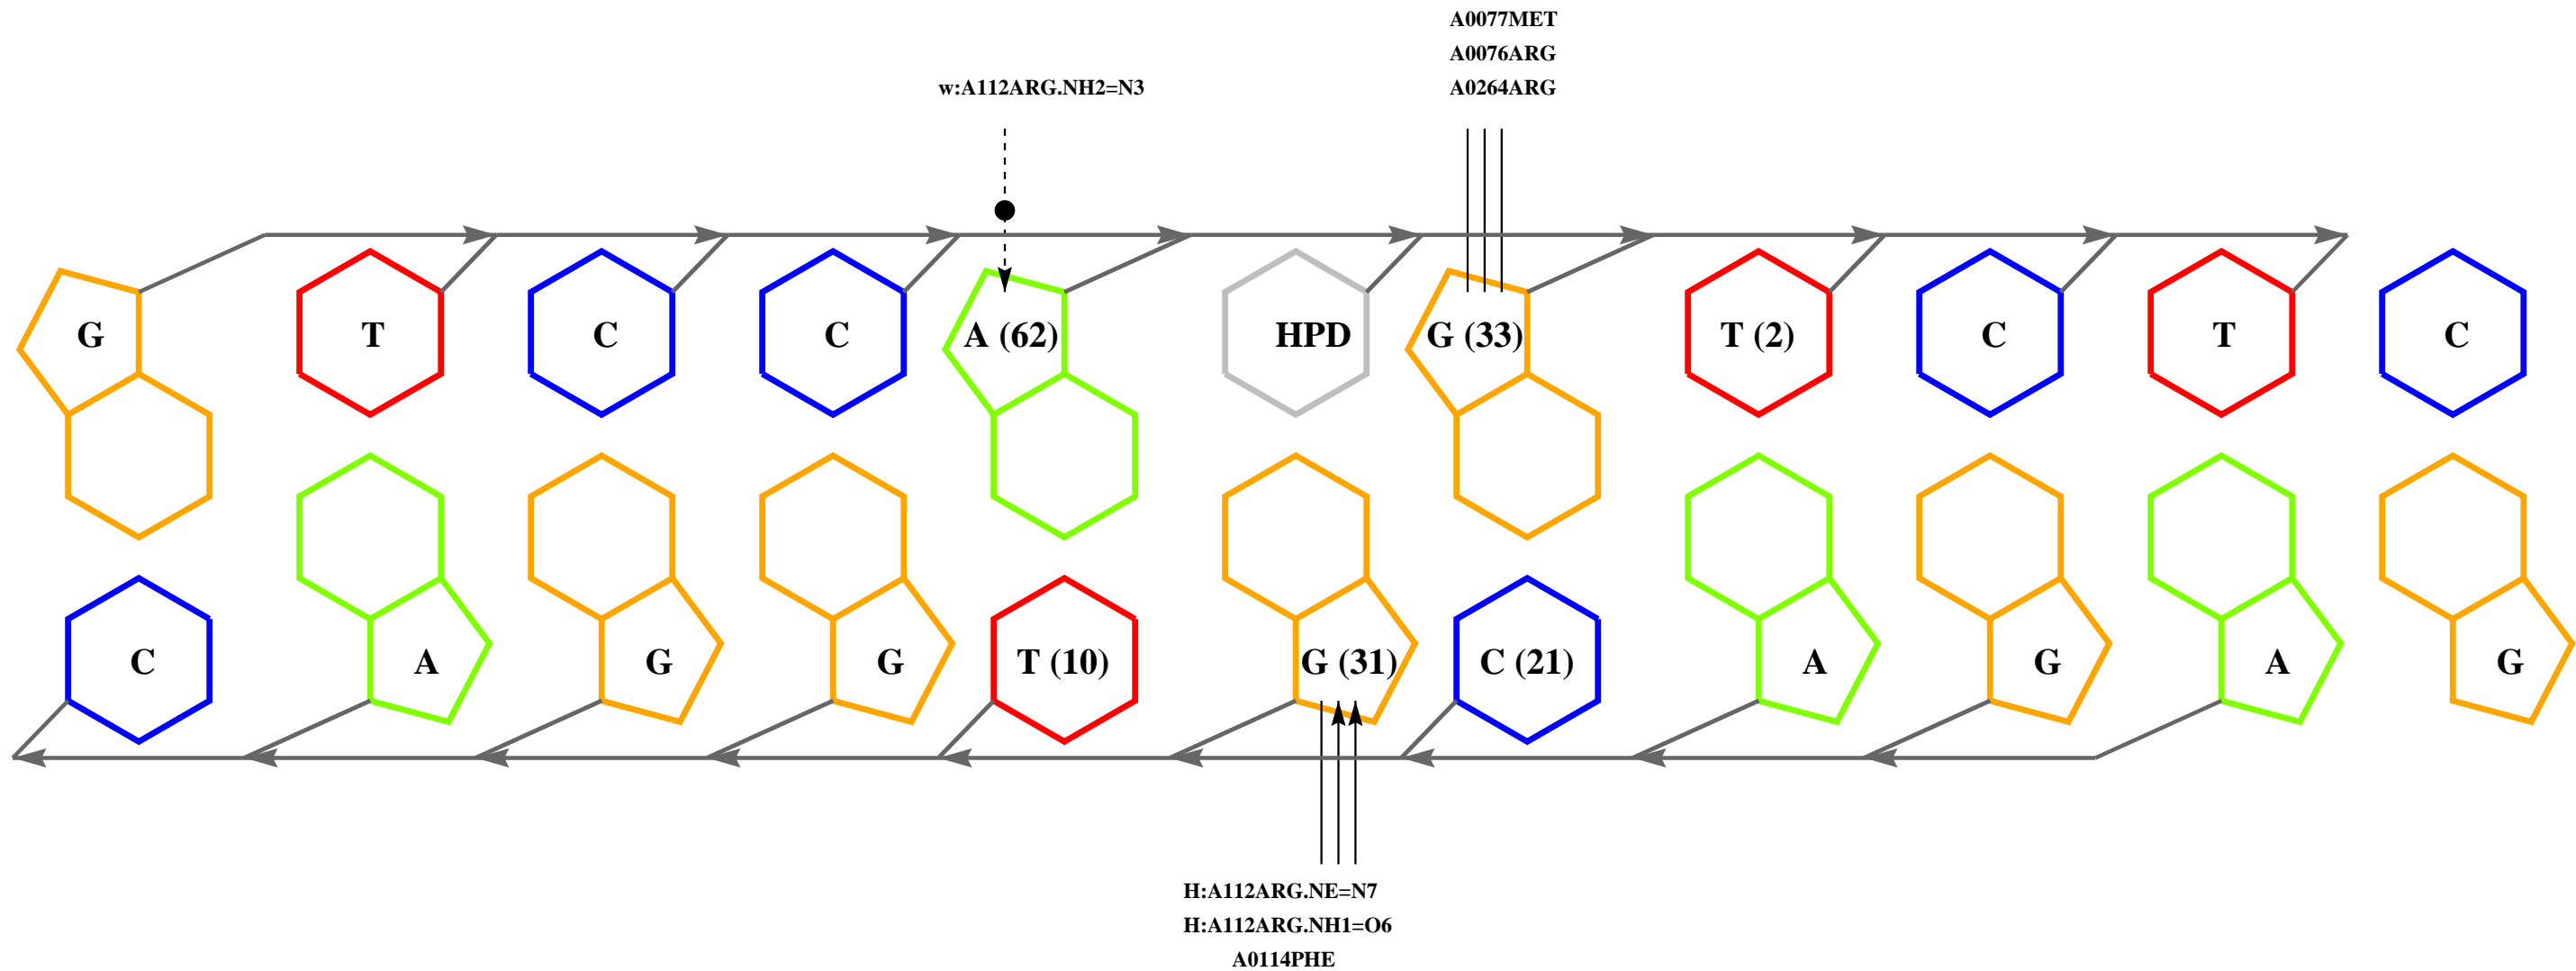 A0077MET
A0076ARG
w:A112ARG.NH2=N3 A0264ARG
G T C C A (62) HPD G (33) T (2) C T C
C A G G T (10) G (31) C (21) A G A G
H:A112ARG.NE=N7
H:A112ARG.NH1=O6
A0114PHE